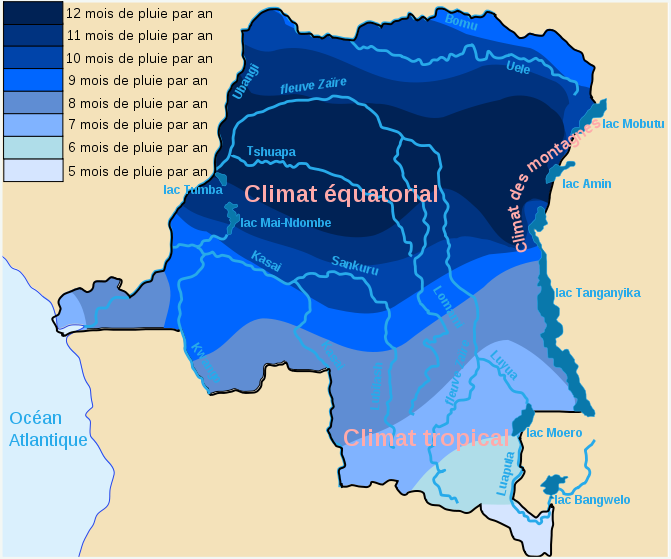 12 mois de pluie par an
11 mois de pluie par an
10 mois de pluie par an
9 mois de pluie par an
8 mois de pluie par an
7 mois de pluie par an
6 mois de pluie par an
5 mois de pluie par an
Bomu
Uele
Ubangi
fleuve Zaïre
lac Mobutu
Climat des montagnes
Tshuapa
lac Amin
lac Tumba
Climat équatorial
lac Mai-Ndombe
Kasai
Sankuru
lac Tanganyika
Lomami
Kwango
Kasai
Lubilash
fleuve Zaïre
Luvua
Océan
Atlantique
Climat tropical
lac Moero
Luapula
lac Bangwelo